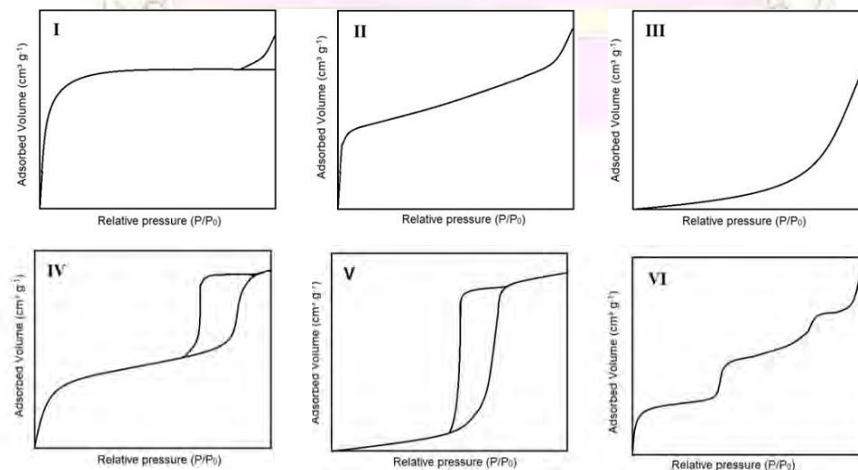 I
Adsorbed Volume (cm³ g⁻¹)
Relative pressure (P/P₀)
II
Adsorbed Volume (cm³ g⁻¹)
Relative pressure (P/P₀)
III
Adsorbed Volume (cm³ g⁻¹)
Relative pressure (P/P₀)
IV
Adsorbed Volume (cm³ g⁻¹)
Relative pressure (P/P₀)
V
Adsorbed Volume (cm³ g⁻¹)
Relative pressure (P/P₀)
VI
Adsorbed Volume (cm³ g⁻¹)
Relative pressure (P/P₀)